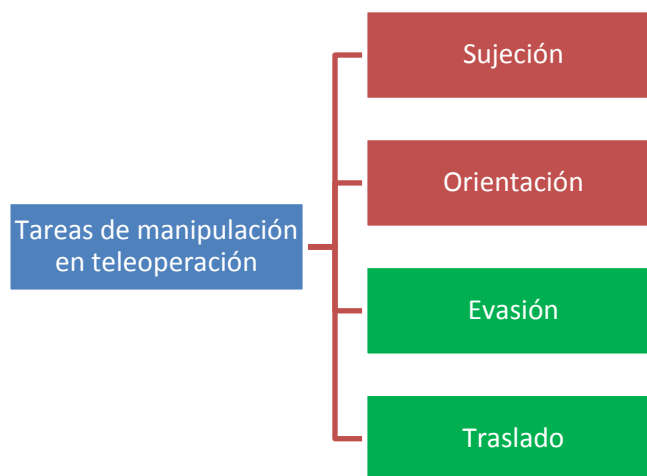 Sujeción
Orientación
Tareas de manipulación
en teleoperación
Evasión
Traslado